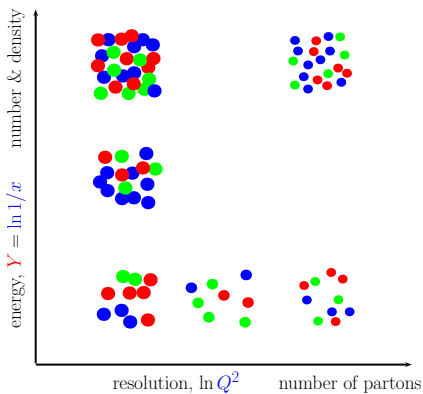 number & density
energy, Y = ln 1/x
resolution, ln Q²
number of partons